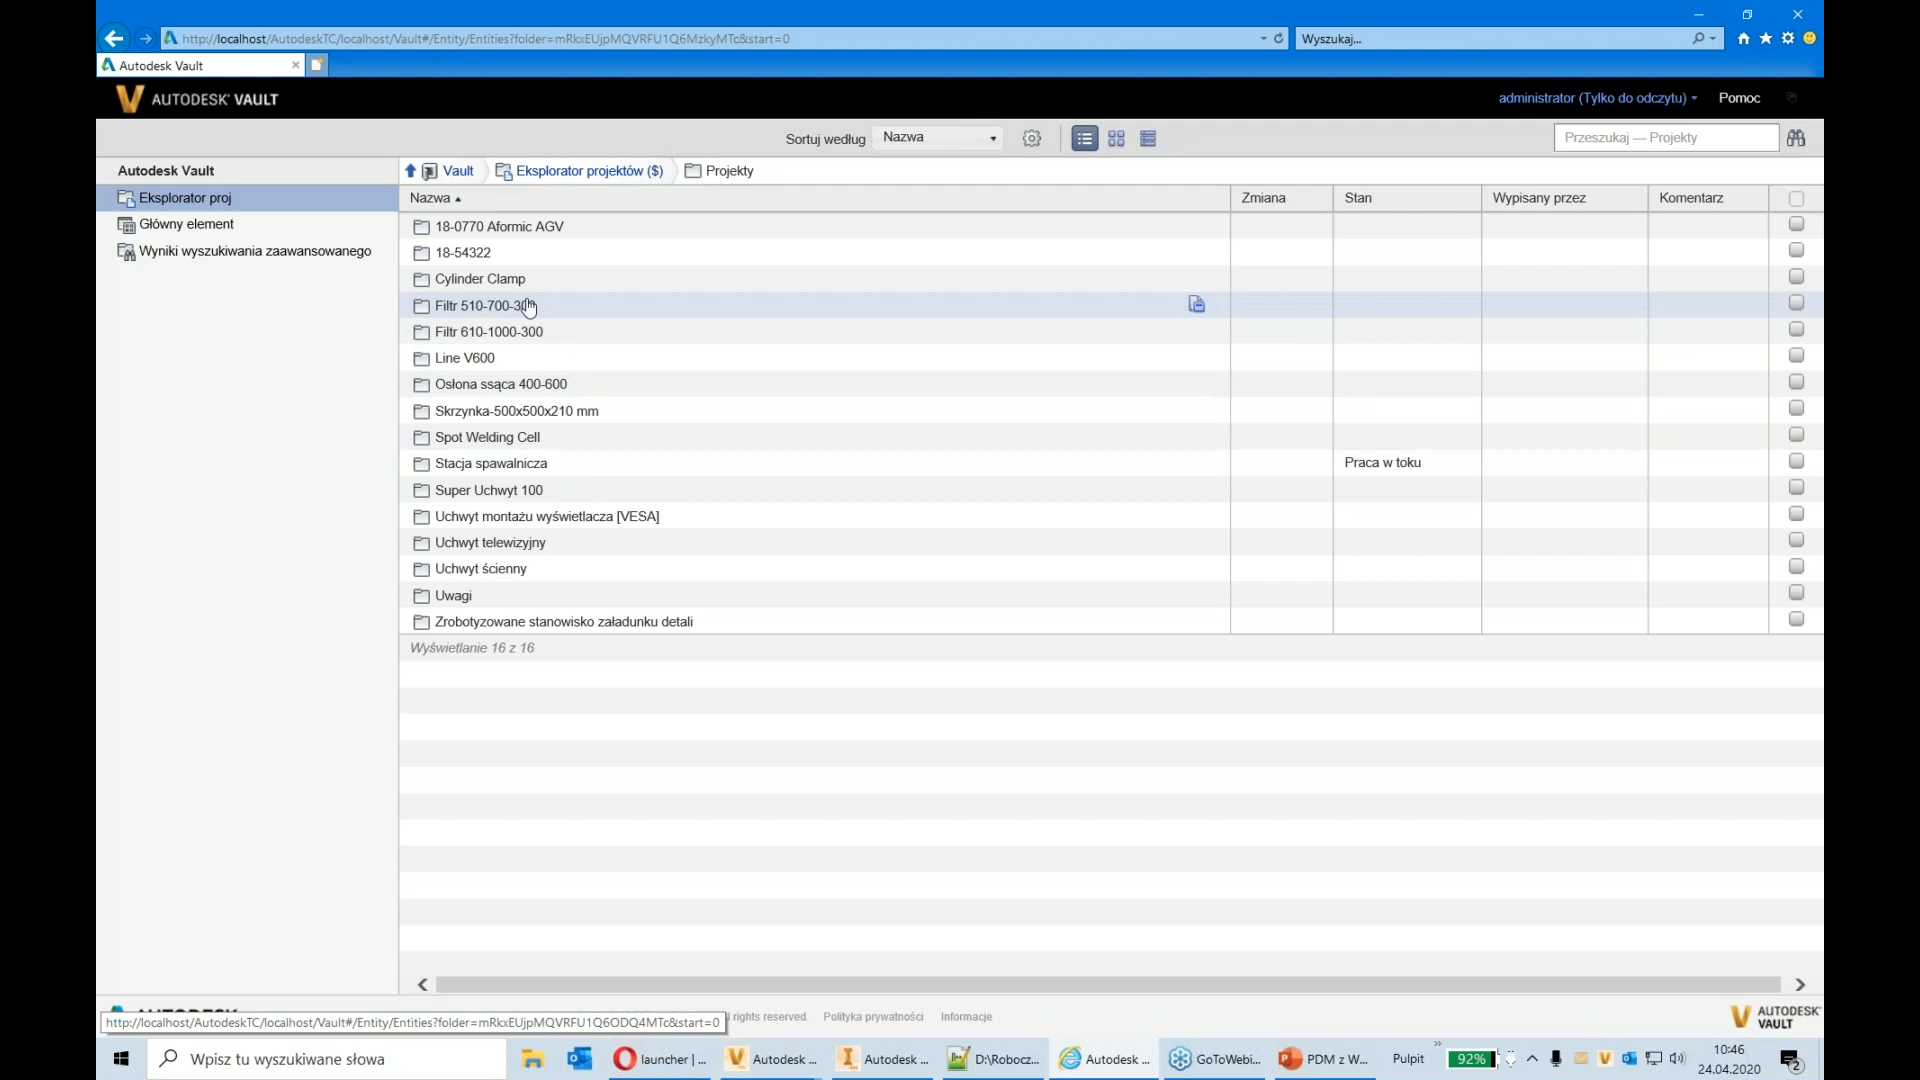 http://localhost/AutodeskTC/localhost/Vault#/Entity/Entities?folder=mRkxEUjpMQVRFU1Q6MzkyMTc&start=0
Wyszukaj...
Autodesk Vault
AUTODESK® VAULT
administrator (Tylko do odczytu)
Pomoc
Sortuj według
Nazwa
Przeszukaj — Projekty
Autodesk Vault
Vault
Eksplorator projektów ($)
Projekty
Eksplorator proj
Główny element
Wyniki wyszukiwania zaawansowanego
Nazwa
Zmiana
Stan
Wypisany przez
Komentarz
18-0770 Aformic AGV
18-54322
Cylinder Clamp
Filtr 510-700-300
Filtr 610-1000-300
Line V600
Osłona ssąca 400-600
Skrzynka-500x500x210 mm
Spot Welding Cell
Stacja spawalnicza
Praca w toku
Super Uchwyt 100
Uchwyt montażu wyświetlacza [VESA]
Uchwyt telewizyjny
Uchwyt ścienny
Uwagi
Zrobotyzowane stanowisko załadunku detali
Wyświetlanie 16 z 16
rights reserved.
Polityka prywatności
Informacje
AUTODESK®
VAULT
http://localhost/AutodeskTC/localhost/Vault#/Entity/Entities?folder=mRkxEUjpMQVRFU1Q6ODQ4MTc&start=0
Wpisz tu wyszukiwane słowa
launcher | ...
Autodesk ...
Autodesk ...
D:\Robocz...
Autodesk ...
GoToWebi...
PDM z W...
Pulpit
92%
10:46
24.04.2020
2